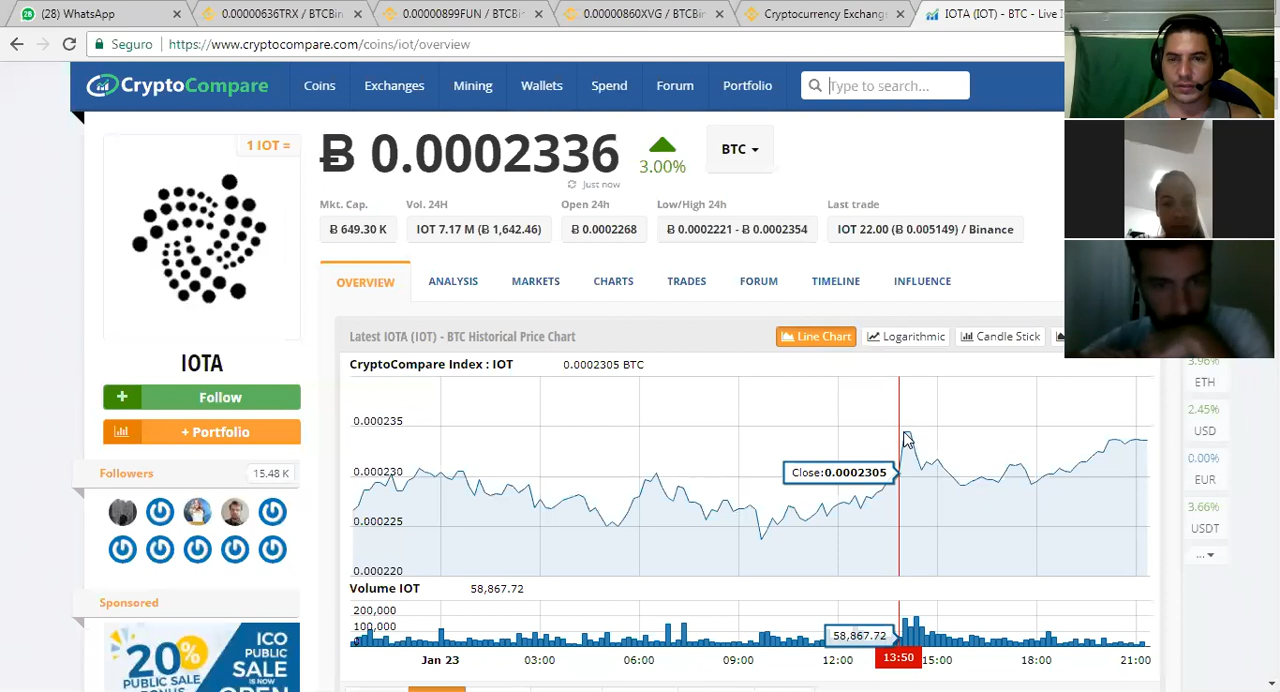 (28) WhatsApp
0.00000636TRX / BTCBin
0.00000899FUN / BTCBi
0.00000860XVG / BTCBi
Cryptocurrency Exchang
IOTA (IOT) - BTC - Live
Seguro
https://www.cryptocompare.com/coins/iot/overview
CryptoCompare
Coins
Exchanges
Mining
Wallets
Spend
Forum
Portfolio
Type to search...
1 IOT =
Ƀ 0.0002336
3.00%
BTC
Just now
Mkt. Cap.
Vol. 24H
Open 24h
Low/High 24h
Last trade
Ƀ 649.30 K
IOT 7.17 M (Ƀ 1,642.46)
Ƀ 0.0002268
Ƀ 0.0002221 - Ƀ 0.0002354
IOT 22.00 (Ƀ 0.005149) / Binance
OVERVIEW
ANALYSIS
MARKETS
CHARTS
TRADES
FORUM
TIMELINE
INFLUENCE
IOTA
+ Follow
+ Portfolio
Followers
15.48 K
Sponsored
20%
PUBLIC SALE
ICO
PUBLIC
SALE IS
NOW
Latest IOTA (IOT) - BTC Historical Price Chart
Line Chart
Logarithmic
Candle Stick
CryptoCompare Index : IOT
0.0002305 BTC
0.000235
0.000230
0.000225
0.000220
Close:0.0002305
Volume IOT
58,867.72
200,000
100,000
0
58,867.72
Jan 23
03:00
06:00
09:00
12:00
13:50
15:00
18:00
21:00
3.96%
ETH
2.45%
USD
0.00%
EUR
3.66%
USDT
...